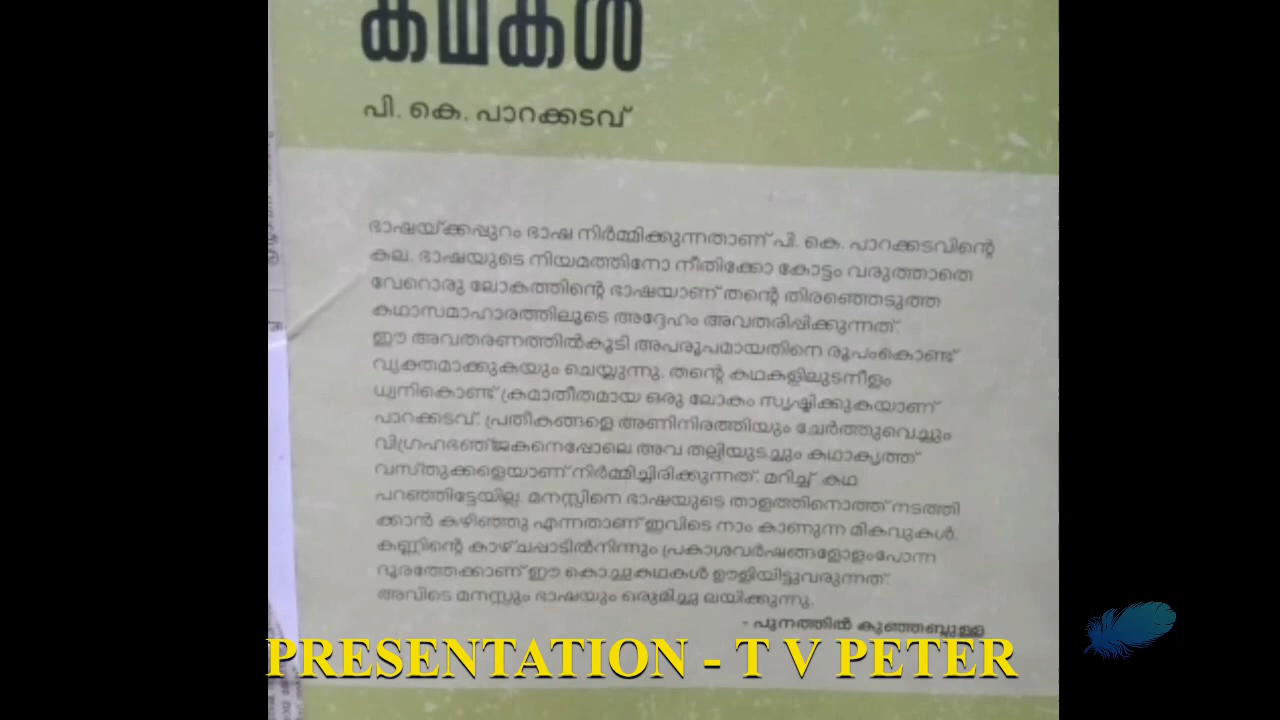 കഥകൾ
പി. കെ. പാറക്കടവ്
ഭാഷയ്ക്കപ്പുറം ഭാഷ നിർമ്മിക്കുന്നതാണ് പി. കെ. പാറക്കടവിന്റെ
കല. ഭാഷയുടെ നിയമത്തിനോ നീതിക്കോ കോട്ടം വരുത്താതെ
വേറൊരു ലോകത്തിന്റെ ഭാഷയാണ് തന്റെ തിരഞ്ഞെടുത്ത
കഥാസമാഹാരത്തിലൂടെ അദ്ദേഹം അവതരിപ്പിക്കുന്നത്.
ഈ അവതരണത്തിൽകൂടി അപരൂപമായതിനെ രൂപംകൊണ്ട്
വ്യക്തമാക്കുകയും ചെയ്യുന്നു. തന്റെ കഥകളിലുടനീളം
ധ്വനികൊണ്ട് ക്രമാതീതമായ ഒരു ലോകം സൃഷ്ടിക്കുകയാണ്
പാറക്കടവ്. പ്രതീകങ്ങളെ അണിനിരത്തിയും ചേർത്തുവെച്ചും
വിഗ്രഹഭഞ്ജകനെപ്പോലെ അവ തല്ലിയുടച്ചും കഥാകൃത്ത്
വസ്തുക്കളെയാണ് നിർമ്മിച്ചിരിക്കുന്നത്. മറിച്ച് കഥ
പറഞ്ഞിട്ടേയില്ല. മനസ്സിനെ ഭാഷയുടെ താളത്തിനൊത്ത് നടത്തി
ക്കാൻ കഴിഞ്ഞു എന്നതാണ് ഇവിടെ നാം കാണുന്ന മികവുകൾ.
കണ്ണിന്റെ കാഴ്ചപ്പാടിൽനിന്നും പ്രകാശവർഷങ്ങളോളംപോന്ന
ദൂരത്തേക്കാണ് ഈ കൊച്ചുകഥകൾ ഊളിയിട്ടുവരുന്നത്.
അവിടെ മനസ്സും ഭാഷയും ഒരുമിച്ചു ലയിക്കുന്നു.
- പുനത്തിൽ കുഞ്ഞബ്ദുള്ള
PRESENTATION - T V PETER